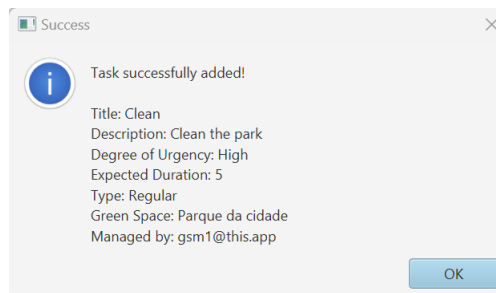 Success
Task successfully added!
Title: Clean
Description: Clean the park
Degree of Urgency: High
Expected Duration: 5
Type: Regular
Green Space: Parque da cidade
Managed by: gsm1@this.app
OK